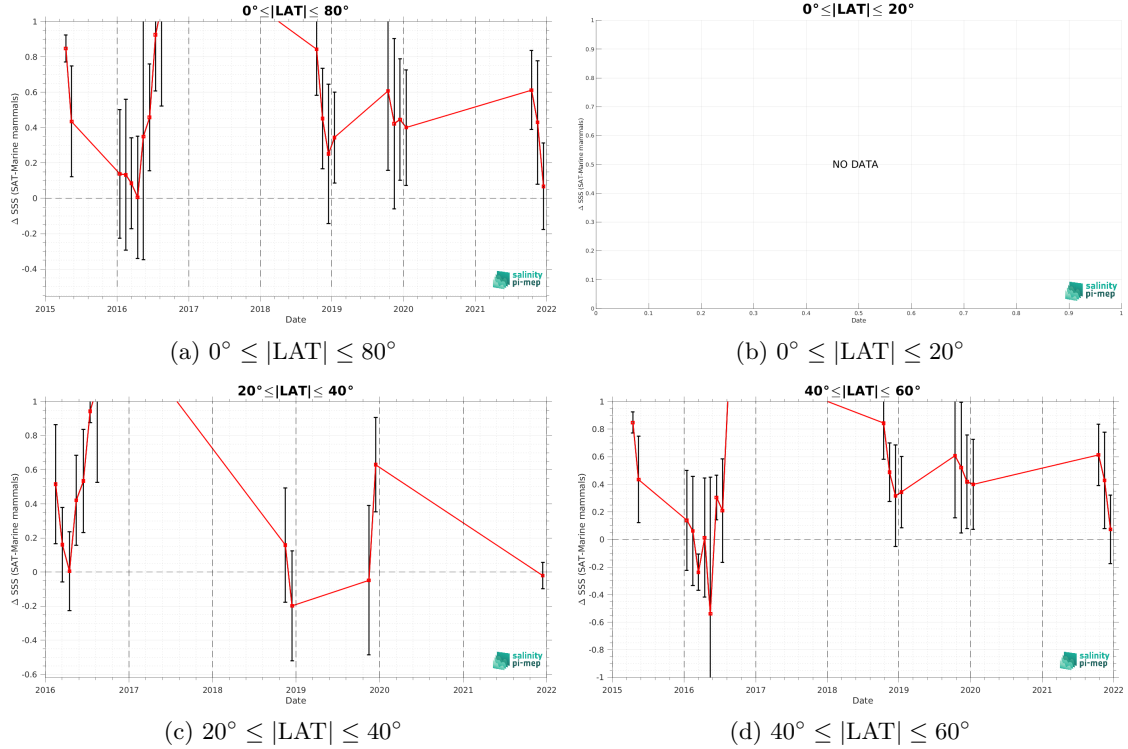 0°≤|LAT|≤ 80°
Δ SSS (SAT-Marine mammals)
1
0.8
0.6
0.4
0.2
0
-0.2
-0.4
2015 2016 2017 2018 2019 2020 2021 2022
Date
salinity
pi-mep
(a) 0° ≤ |LAT| ≤ 80°
0°≤|LAT|≤ 20°
Δ SSS (SAT-Marine mammals)
1
0.9
0.8
0.7
0.6
0.5
0.4
0.3
0.2
0.1
0
NO DATA
0 0.1 0.2 0.3 0.4 0.5 0.6 0.7 0.8 0.9 1
Date
salinity
pi-mep
(b) 0° ≤ |LAT| ≤ 20°
20°≤|LAT|≤ 40°
Δ SSS (SAT-Marine mammals)
1
0.8
0.6
0.4
0.2
0
-0.2
-0.4
-0.6
2016 2017 2018 2019 2020 2021 2022
Date
salinity
pi-mep
(c) 20° ≤ |LAT| ≤ 40°
40°≤|LAT|≤ 60°
Δ SSS (SAT-Marine mammals)
1
0.8
0.6
0.4
0.2
0
-0.2
-0.4
-0.6
-0.8
-1
2015 2016 2017 2018 2019 2020 2021 2022
Date
salinity
pi-mep
(d) 40° ≤ |LAT| ≤ 60°